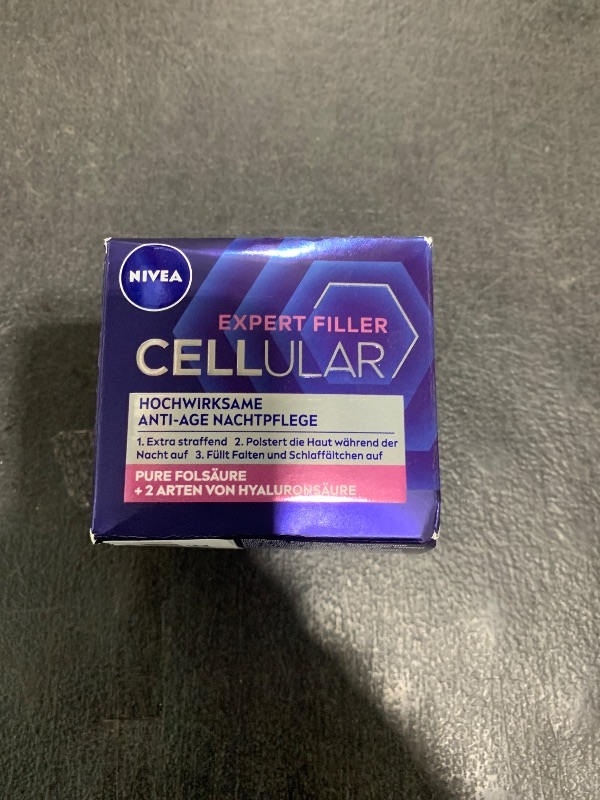 NIVEA
EXPERT FILLER
CELLULAR
HOCHWIRKSAME
ANTI-AGE NACHTPFLEGE
1. Extra straffend 2. Polstert die Haut während der
Nacht auf 3. Füllt Falten und Schlaffältchen auf
PURE FOLSÄURE
+ 2 ARTEN VON HYALURONSÄURE